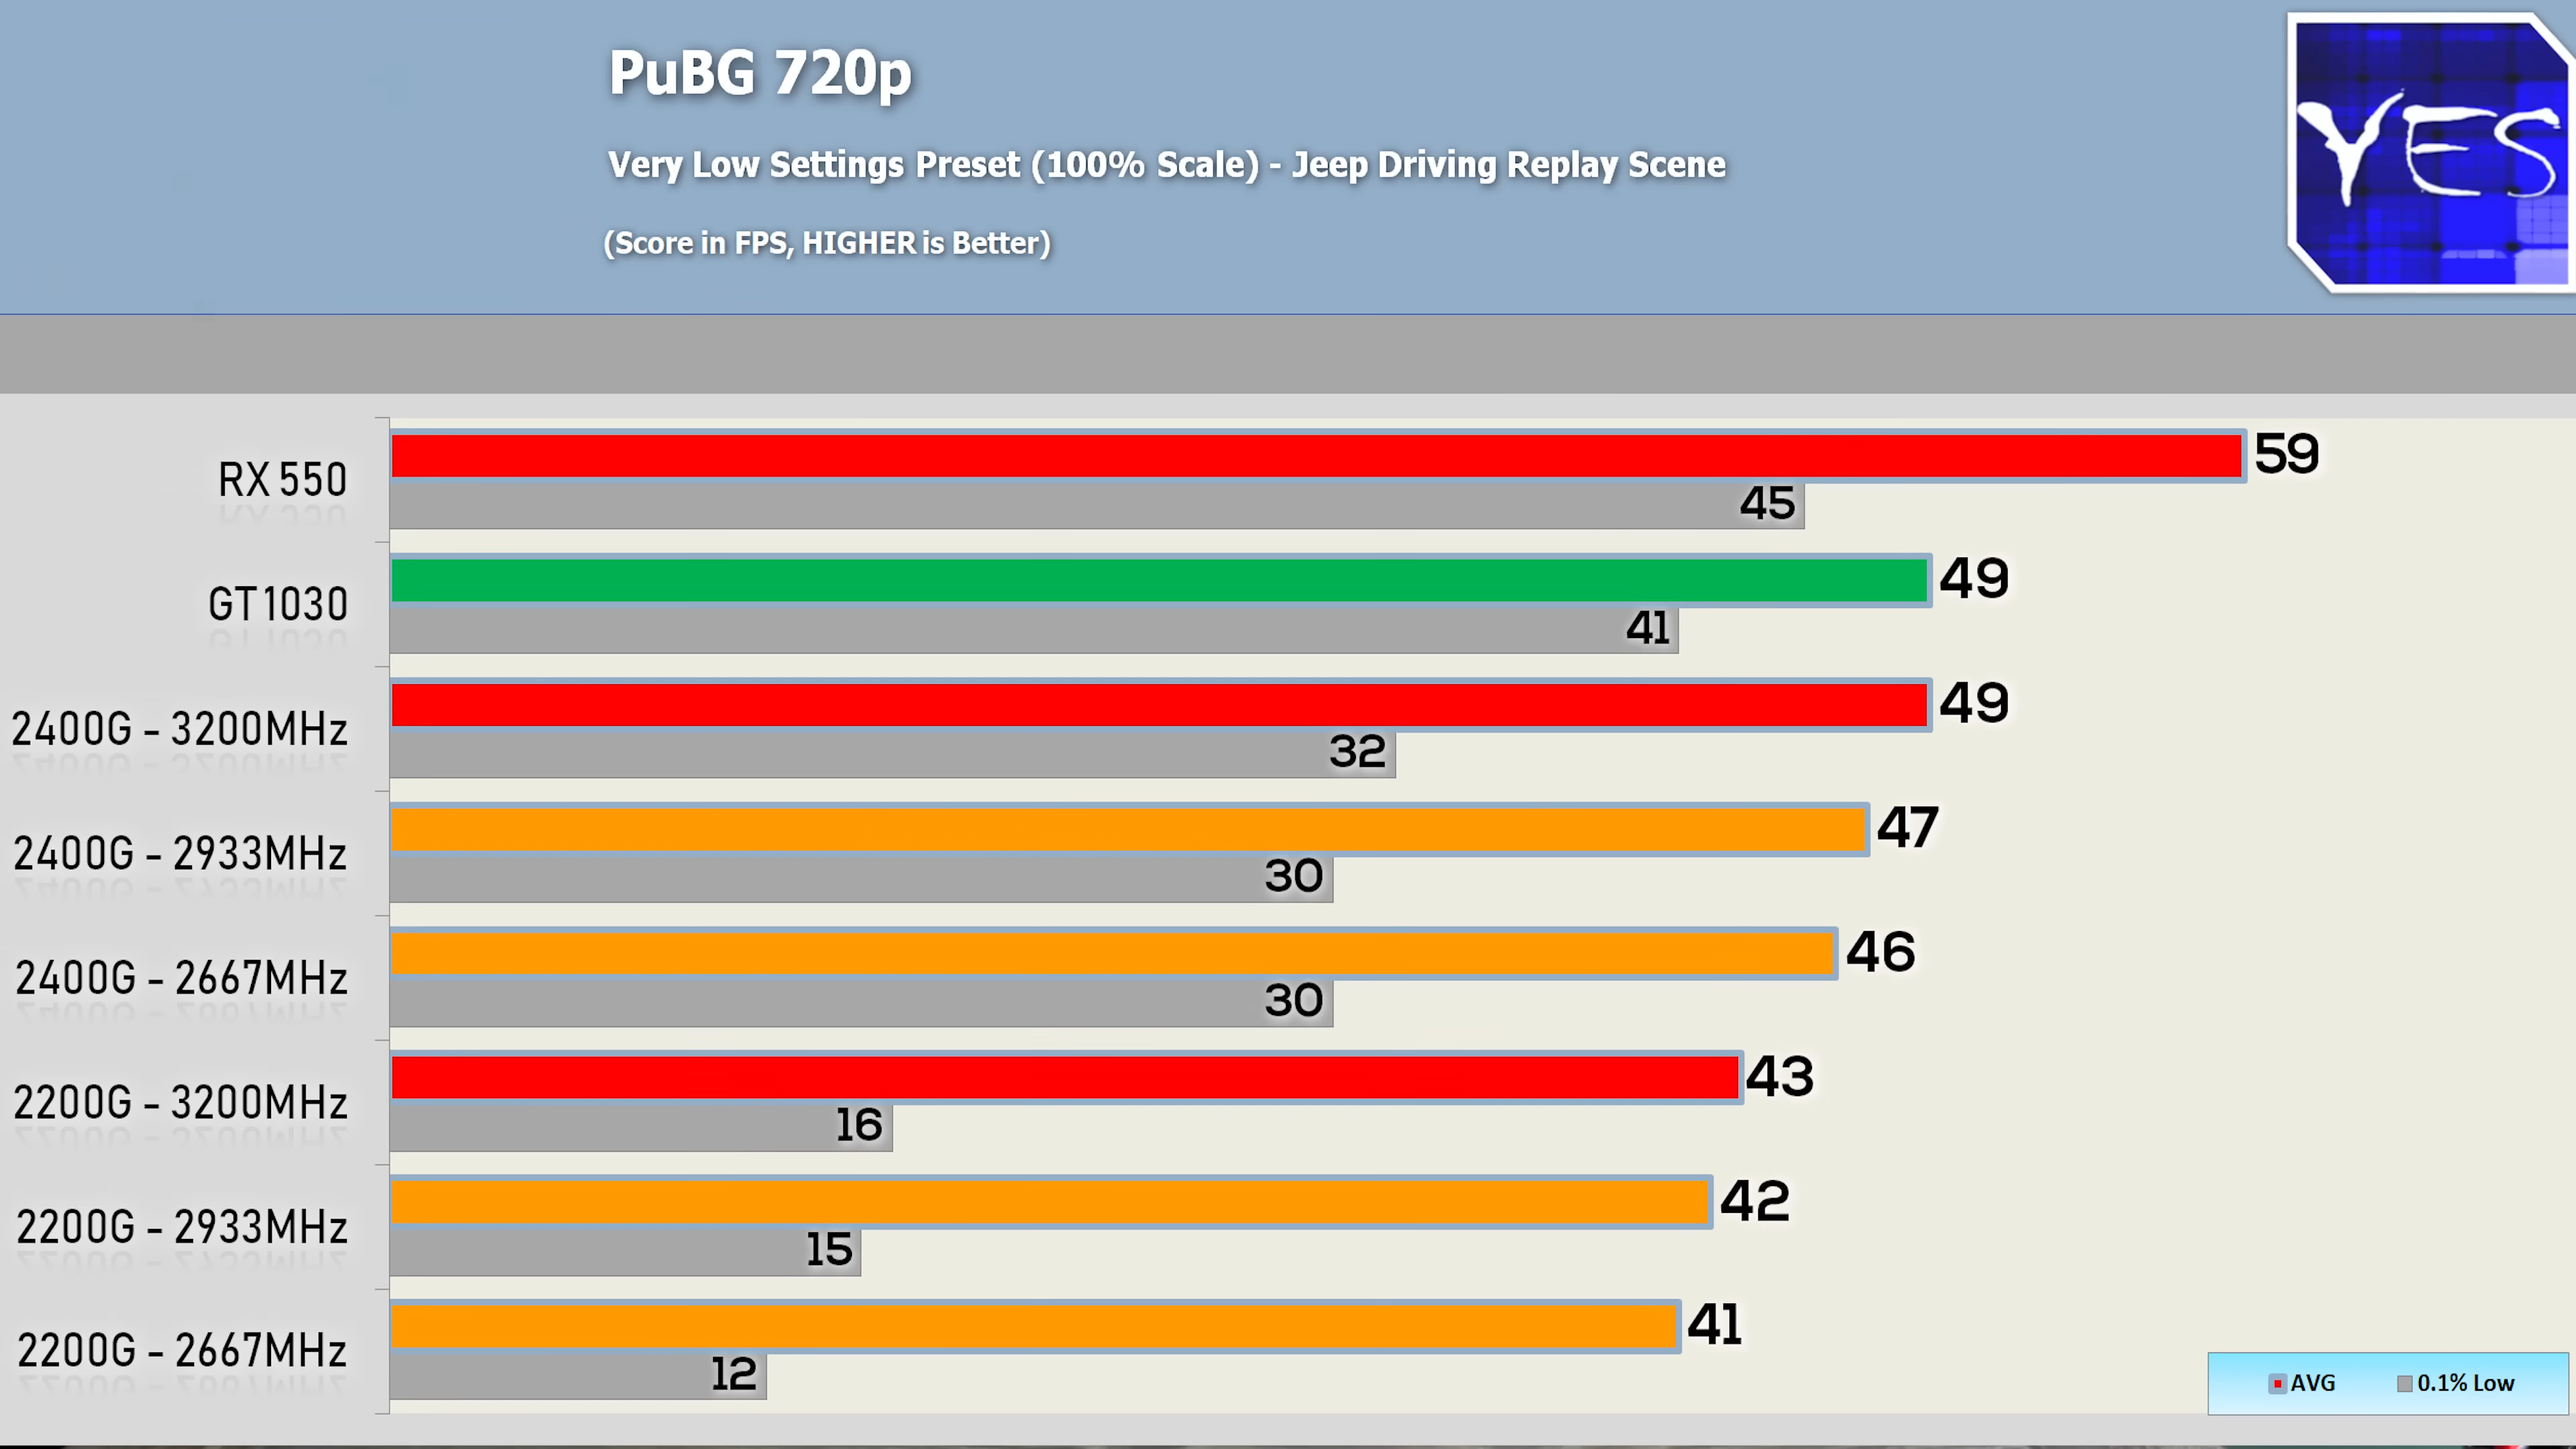 PuBG 720p
YES
Very Low Settings Preset (100% Scale) - Jeep Driving Replay Scene
(Score in FPS, HIGHER is Better)
RX 550
59
45
GT1030
49
41
2400G - 3200MHz
49
32
2400G - 2933MHz
47
30
2400G - 2667MHz
46
30
2200G - 3200MHz
43
16
2200G - 2933MHz
42
15
2200G - 2667MHz
41
12
AVG 0.1% Low